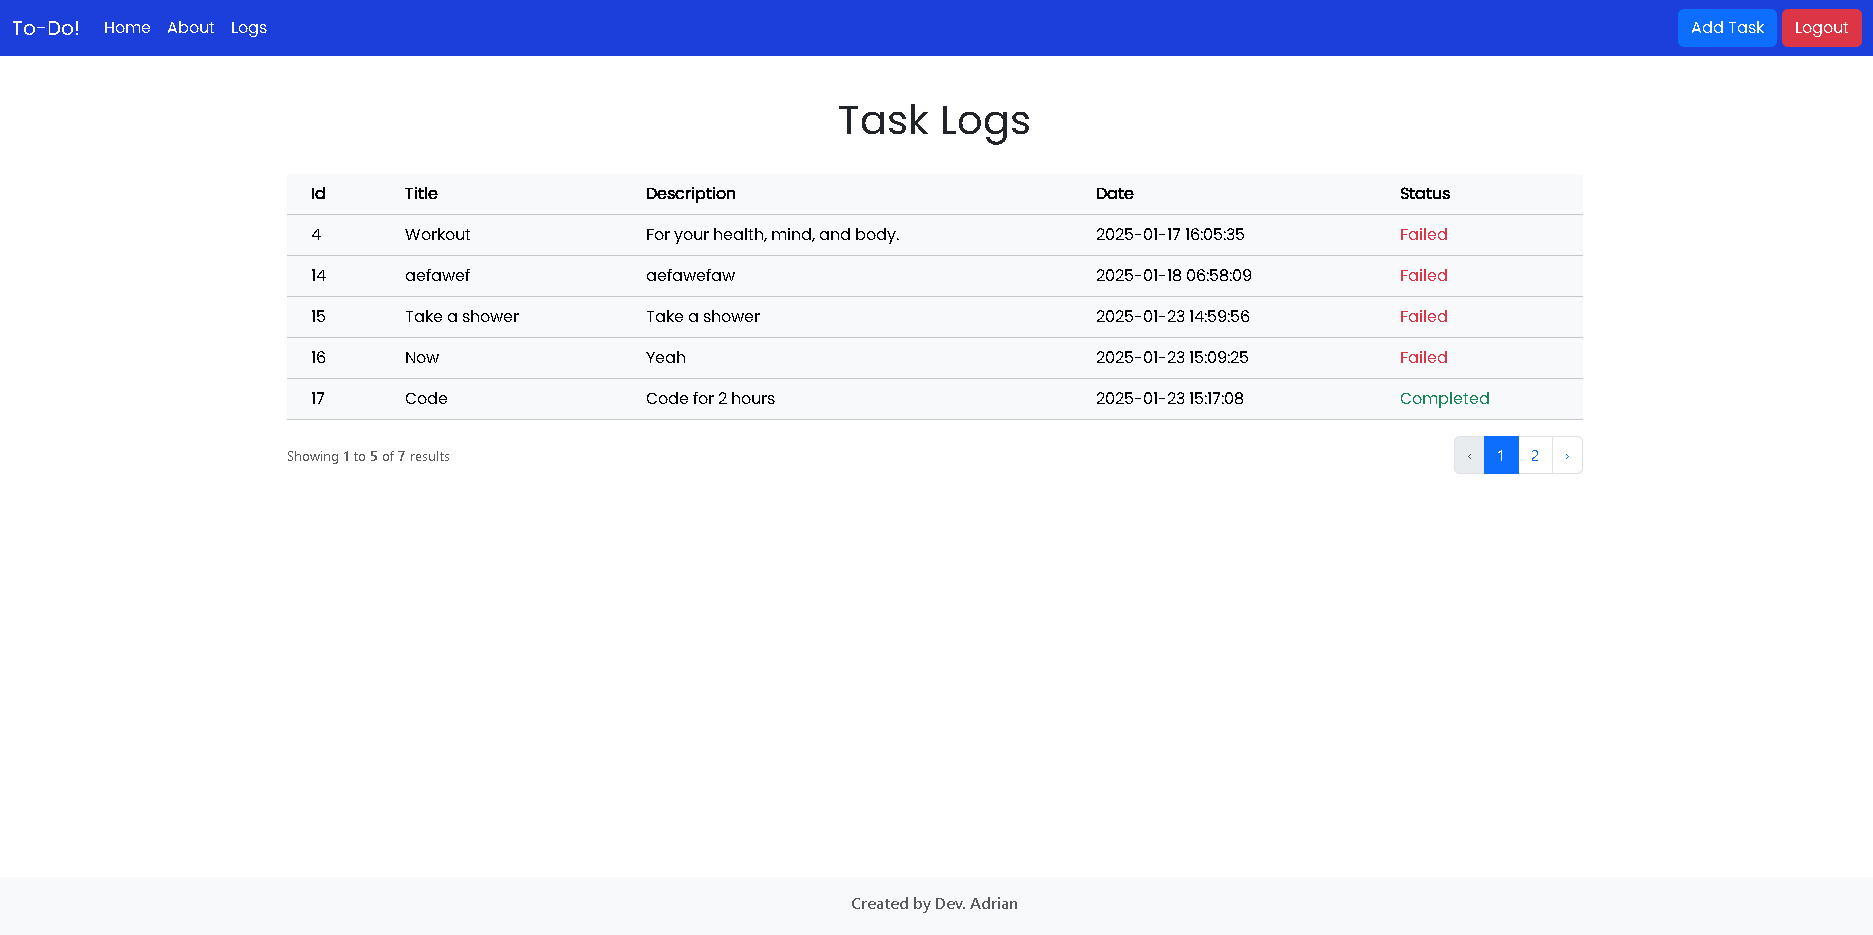 To-Do! Home About Logs Add Task Logout
Task Logs
Id Title Description Date Status
4 Workout For your health, mind, and body. 2025-01-17 16:05:35 Failed
14 aefawef aefawefaw 2025-01-18 06:58:09 Failed
15 Take a shower Take a shower 2025-01-23 14:59:56 Failed
16 Now Yeah 2025-01-23 15:09:25 Failed
17 Code Code for 2 hours 2025-01-23 15:17:08 Completed
Showing 1 to 5 of 7 results ‹ 1 2 ›
Created by Dev. Adrian